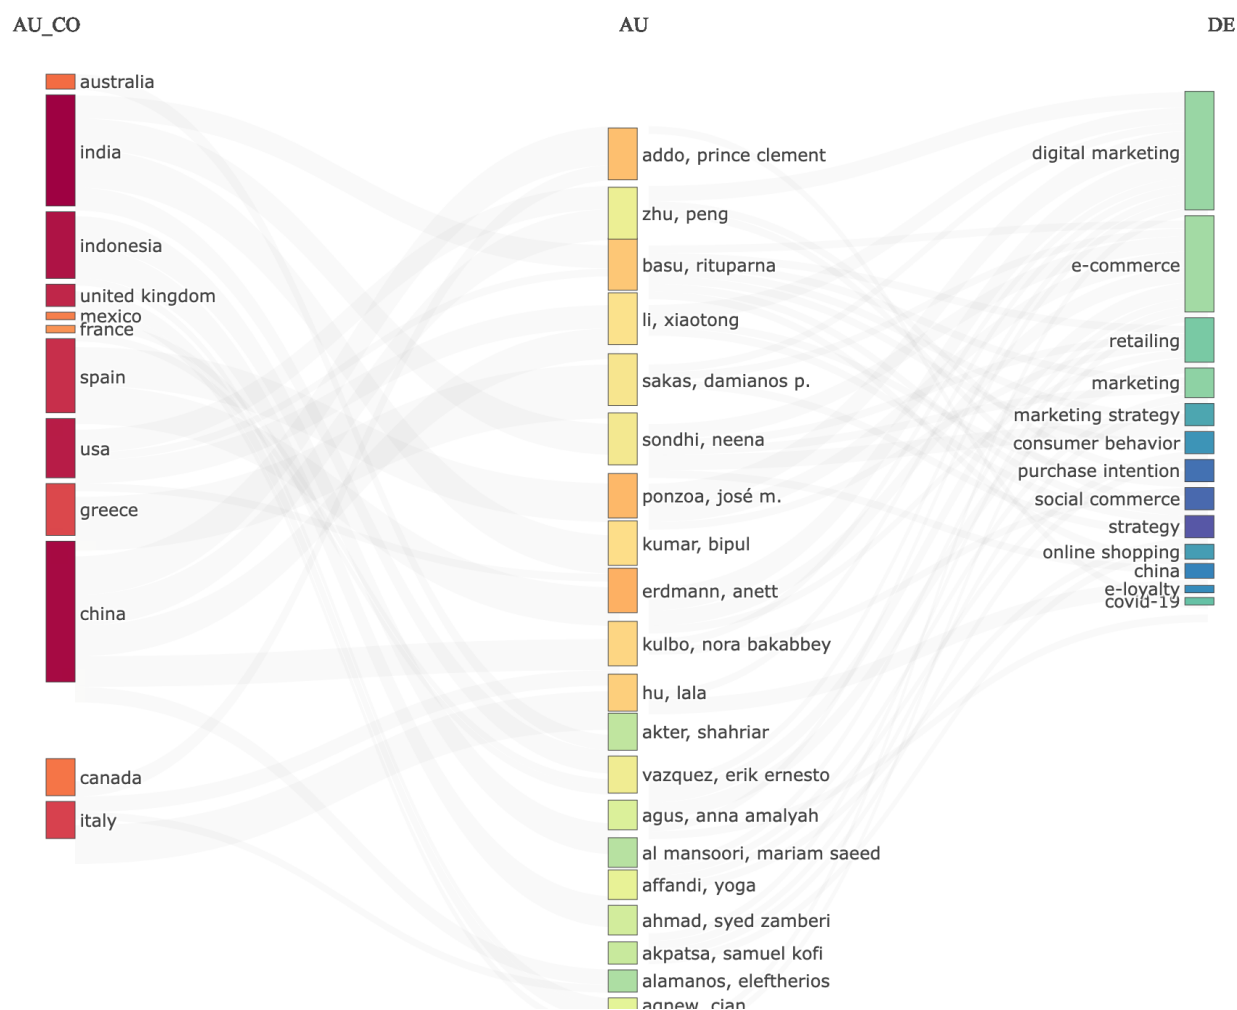 AU_CO
AU
DE
australia
india
indonesia
united kingdom
mexico
france
spain
usa
greece
china
canada
italy
addo, prince clement
zhu, peng
basu, rituparna
li, xiaotong
sakas, damianos p.
sondhi, neena
ponzoa, josé m.
kumar, bipul
erdmann, anett
kulbo, nora bakabbey
hu, lala
akter, shahriar
vazquez, erik ernesto
agus, anna amalyah
al mansoori, mariam saeed
affandi, yoga
ahmad, syed zamberi
akpatsa, samuel kofi
alamanos, eleftherios
agnew, cian
digital marketing
e-commerce
retailing
marketing
marketing strategy
consumer behavior
purchase intention
social commerce
strategy
online shopping
china
e-loyalty
covid-19